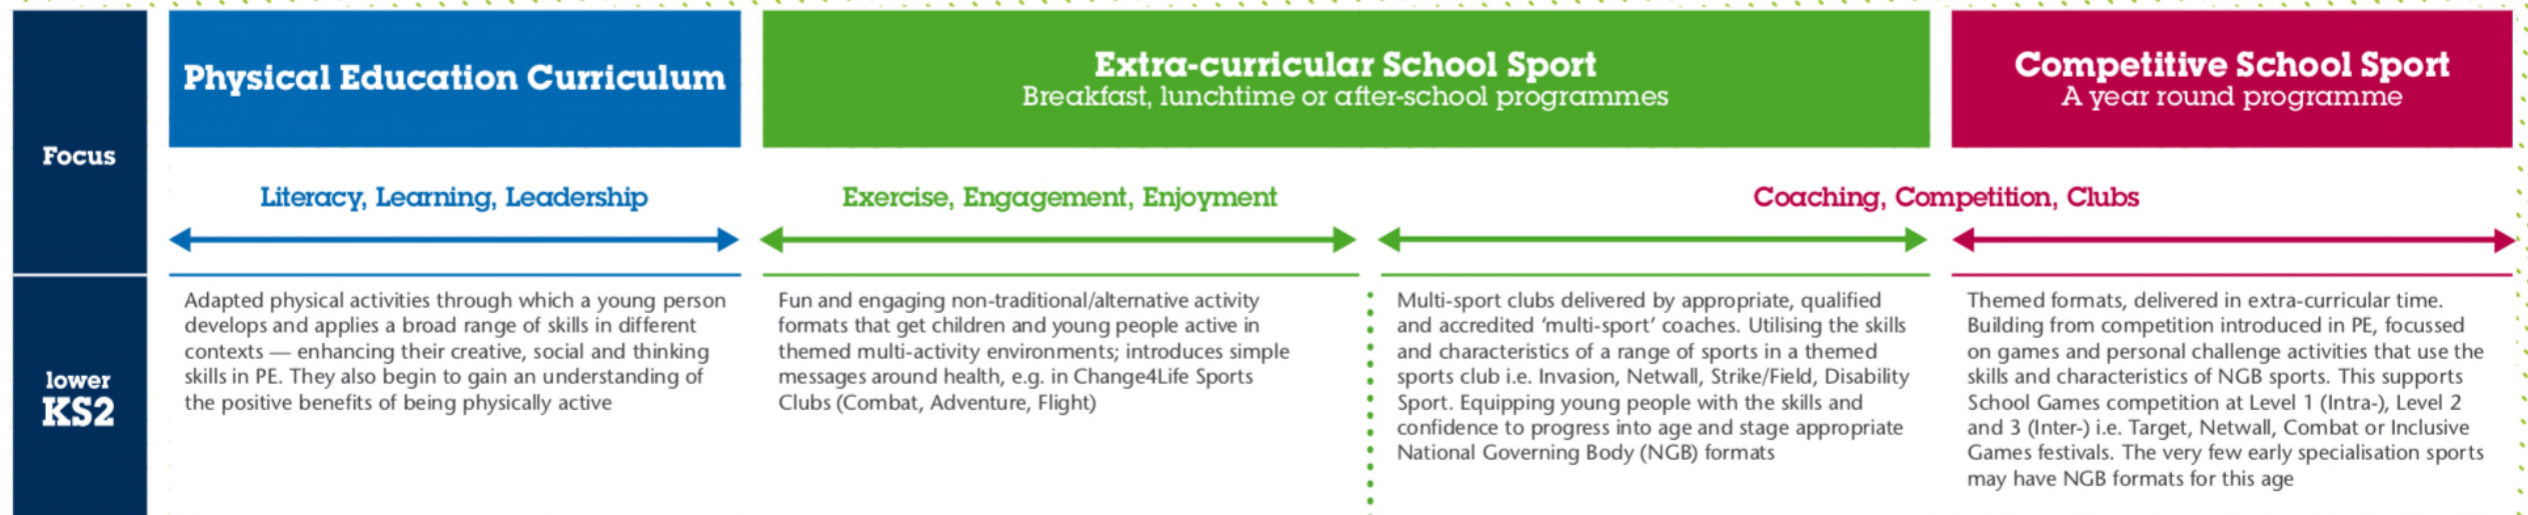 Focus
Physical Education Curriculum
Extra-curricular School Sport
Breakfast, lunchtime or after-school programmes
Competitive School Sport
A year round programme
Literacy, Learning, Leadership
Exercise, Engagement, Enjoyment
Coaching, Competition, Clubs
lower
KS2
Adapted physical activities through which a young person
develops and applies a broad range of skills in different
contexts — enhancing their creative, social and thinking
skills in PE. They also begin to gain an understanding of
the positive benefits of being physically active
Fun and engaging non-traditional/alternative activity
formats that get children and young people active in
themed multi-activity environments; introduces simple
messages around health, e.g. in Change4Life Sports
Clubs (Combat, Adventure, Flight)
Multi-sport clubs delivered by appropriate, qualified
and accredited ‘multi-sport’ coaches. Utilising the skills
and characteristics of a range of sports in a themed
sports club i.e. Invasion, Netwall, Strike/Field, Disability
Sport. Equipping young people with the skills and
confidence to progress into age and stage appropriate
National Governing Body (NGB) formats
Themed formats, delivered in extra-curricular time.
Building from competition introduced in PE, focussed
on games and personal challenge activities that use the
skills and characteristics of NGB sports. This supports
School Games competition at Level 1 (Intra-), Level 2
and 3 (Inter-) i.e. Target, Netwall, Combat or Inclusive
Games festivals. The very few early specialisation sports
may have NGB formats for this age